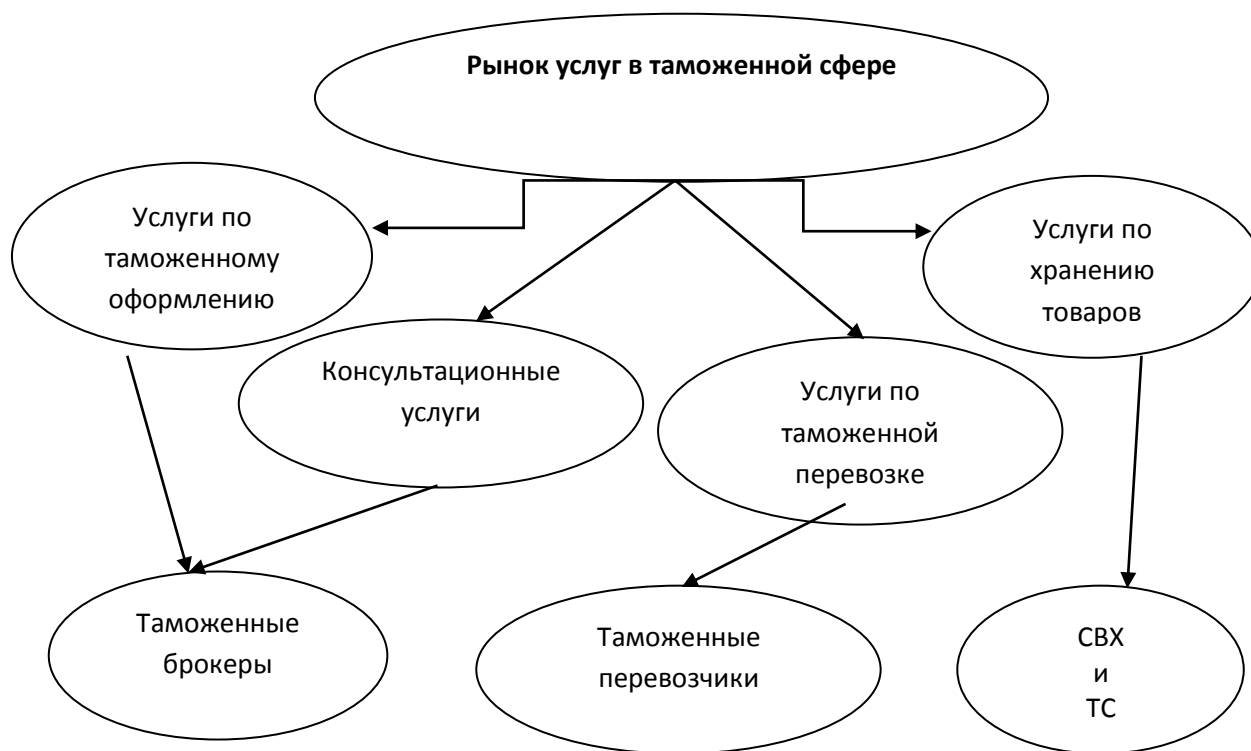 Рынок услуг в таможенной сфере
Услуги по
таможенному
оформлению
Консультационные
услуги
Услуги по
таможенной
перевозке
Услуги по
хранению
товаров
Таможенные
брокеры
Таможенные
перевозчики
СВХ
и
ТС